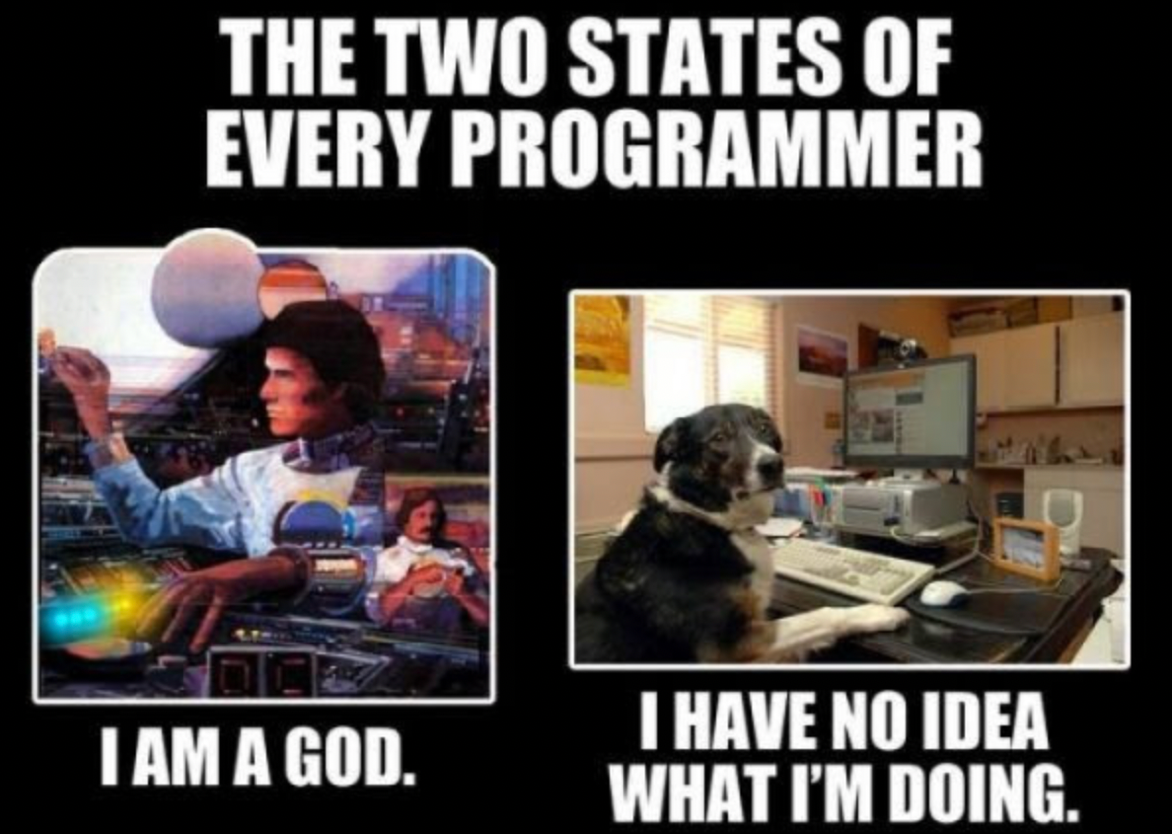 THE TWO STATES OF
EVERY PROGRAMMER
I AM A GOD.
I HAVE NO IDEA
WHAT I'M DOING.